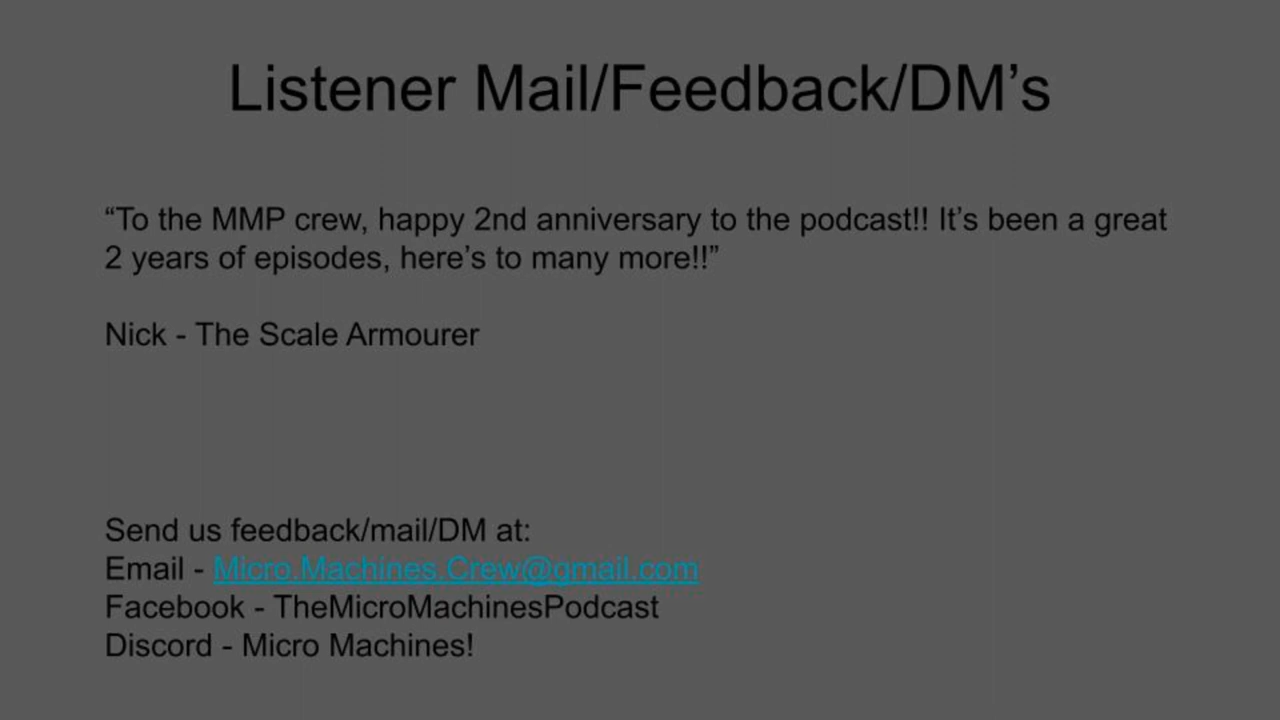 Listener Mail/Feedback/DM’s
“To the MMP crew, happy 2nd anniversary to the podcast!! It’s been a great
2 years of episodes, here’s to many more!!”
Nick - The Scale Armourer
Send us feedback/mail/DM at:
Email - Micro.Machines.Crew@gmail.com
Facebook - TheMicroMachinesPodcast
Discord - Micro Machines!